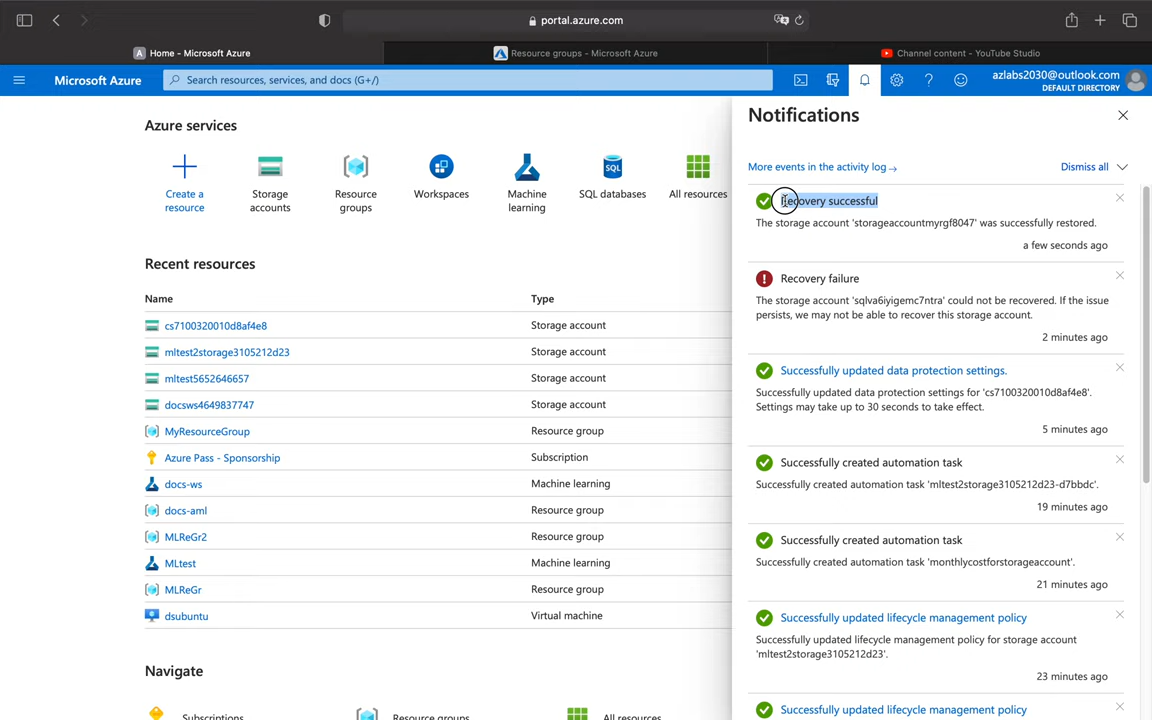 portal.azure.com
Home - Microsoft Azure
Resource groups - Microsoft Azure
Channel content - YouTube Studio
Microsoft Azure
Search resources, services, and docs (G+/)
azlabs2030@outlook.com
DEFAULT DIRECTORY
Azure services
Create a
resource
Storage
accounts
Resource
groups
Workspaces
Machine
learning
SQL
SQL databases
All resources
Recent resources
Name
Type
cs7100320010d8af4e8
Storage account
mltest2storage3105212d23
Storage account
mltest5652646657
Storage account
docsws4649837747
Storage account
MyResourceGroup
Resource group
Azure Pass - Sponsorship
Subscription
docs-ws
Machine learning
docs-aml
Resource group
MLReGr2
Resource group
MLtest
Machine learning
MLReGr
Resource group
dsubuntu
Virtual machine
Navigate
Subscriptions
Resource groups
All resources
Notifications
More events in the activity log →
Dismiss all
Recovery successful
The storage account 'storageaccountmyrgf8047' was successfully restored.
a few seconds ago
Recovery failure
The storage account 'sqlva6iyigemc7ntra' could not be recovered. If the issue
persists, we may not be able to recover this storage account.
2 minutes ago
Successfully updated data protection settings.
Successfully updated data protection settings for 'cs7100320010d8af4e8'.
Settings may take up to 30 seconds to take effect.
5 minutes ago
Successfully created automation task
Successfully created automation task 'mltest2storage3105212d23-d7bbdc'.
19 minutes ago
Successfully created automation task
Successfully created automation task 'monthlycostforstorageaccount'.
21 minutes ago
Successfully updated lifecycle management policy
Successfully updated lifecycle management policy for storage account
'mltest2storage3105212d23'.
23 minutes ago
Successfully updated lifecycle management policy